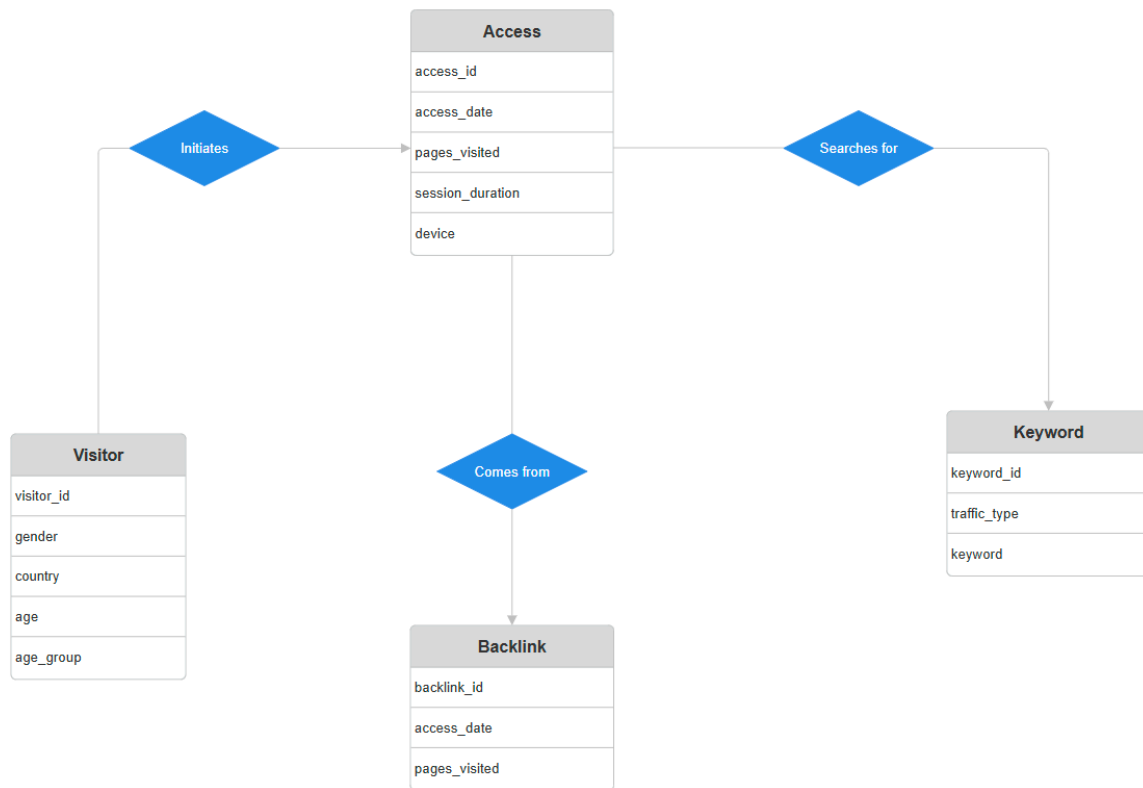 Access
access_id
access_date
pages_visited
session_duration
device
Initiates
Searches for
Visitor
visitor_id
gender
country
age
age_group
Comes from
Keyword
keyword_id
traffic_type
keyword
Backlink
backlink_id
access_date
pages_visited